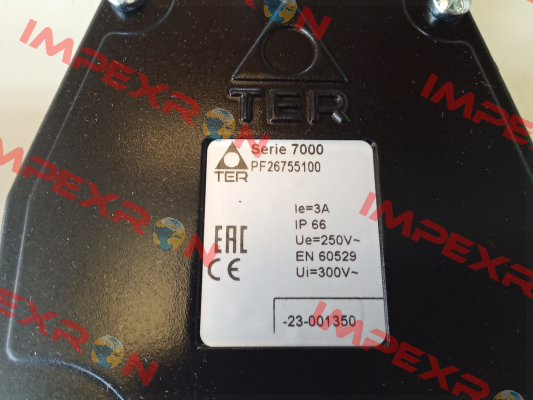 TER
Serie 7000
PF26755100
TER
Ie=3A
IP 66
Ue=250V~
EN 60529
Ui=300V~
EAC
CE
-23-001350
IMPEXRON
IMPEXRON
IMPEXRON
IMPEXRON